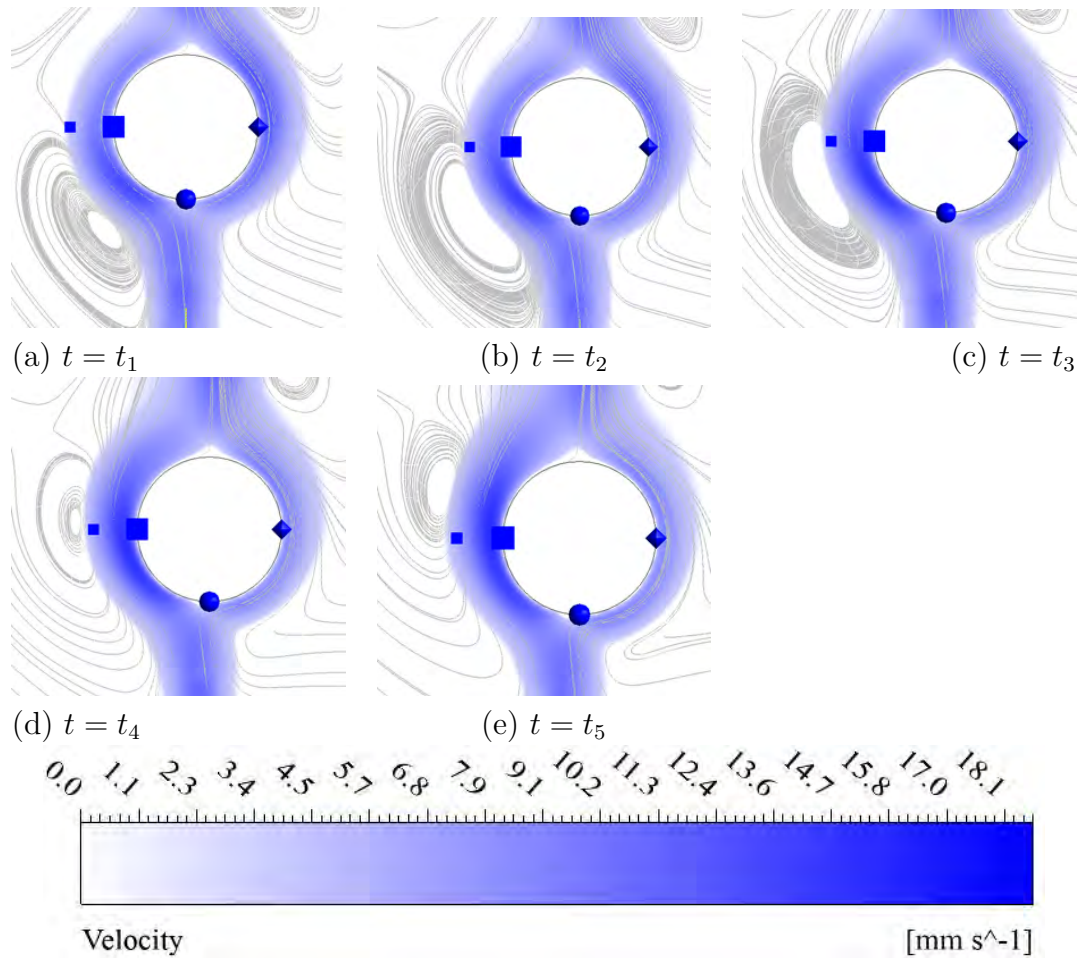 (a) t = t₁
(b) t = t₂
(c) t = t₃
(d) t = t₄
(e) t = t₅
0.0 1.1 2.3 3.4 4.5 5.7 6.8 7.9 9.1 10.2 11.3 12.4 13.6 14.7 15.8 17.0 18.1
Velocity [mm s^-1]